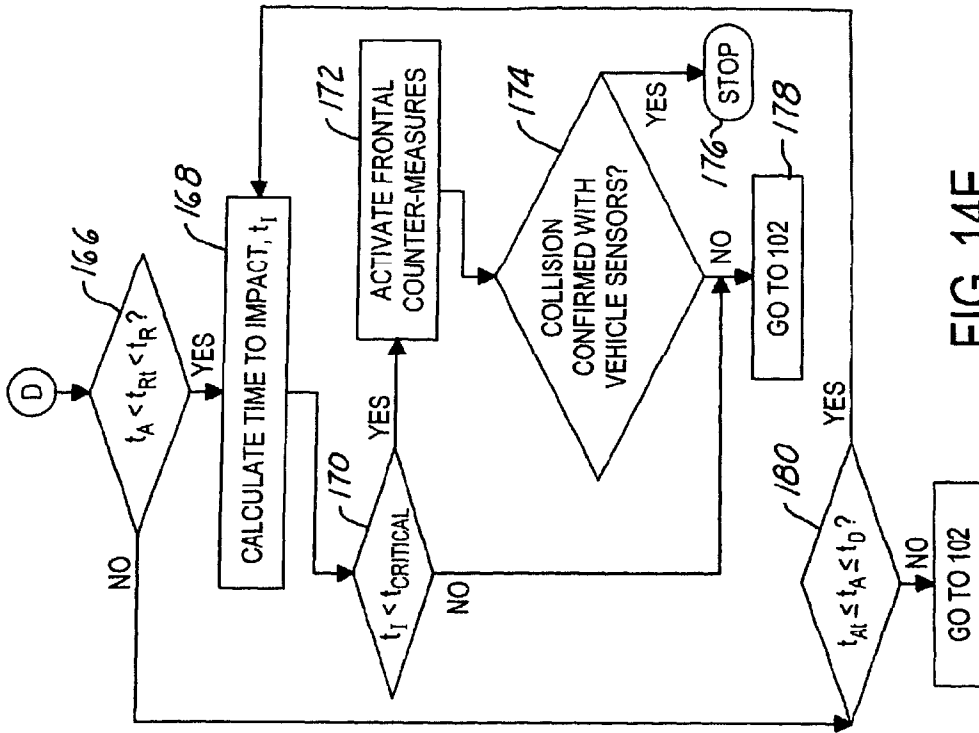 D
166
t_A < t_Rt < t_R?
NO
YES
168
CALCULATE TIME TO IMPACT, t_I
170
t_I < t_CRITICAL
YES
NO
172
ACTIVATE FRONTAL
COUNTER-MEASURES
174
COLLISION
CONFIRMED WITH
VEHICLE SENSORS?
YES
NO
176
STOP
178
GO TO 102
180
t_At ≤ t_A ≤ t_D?
YES
NO
GO TO 102
FIG. 14E